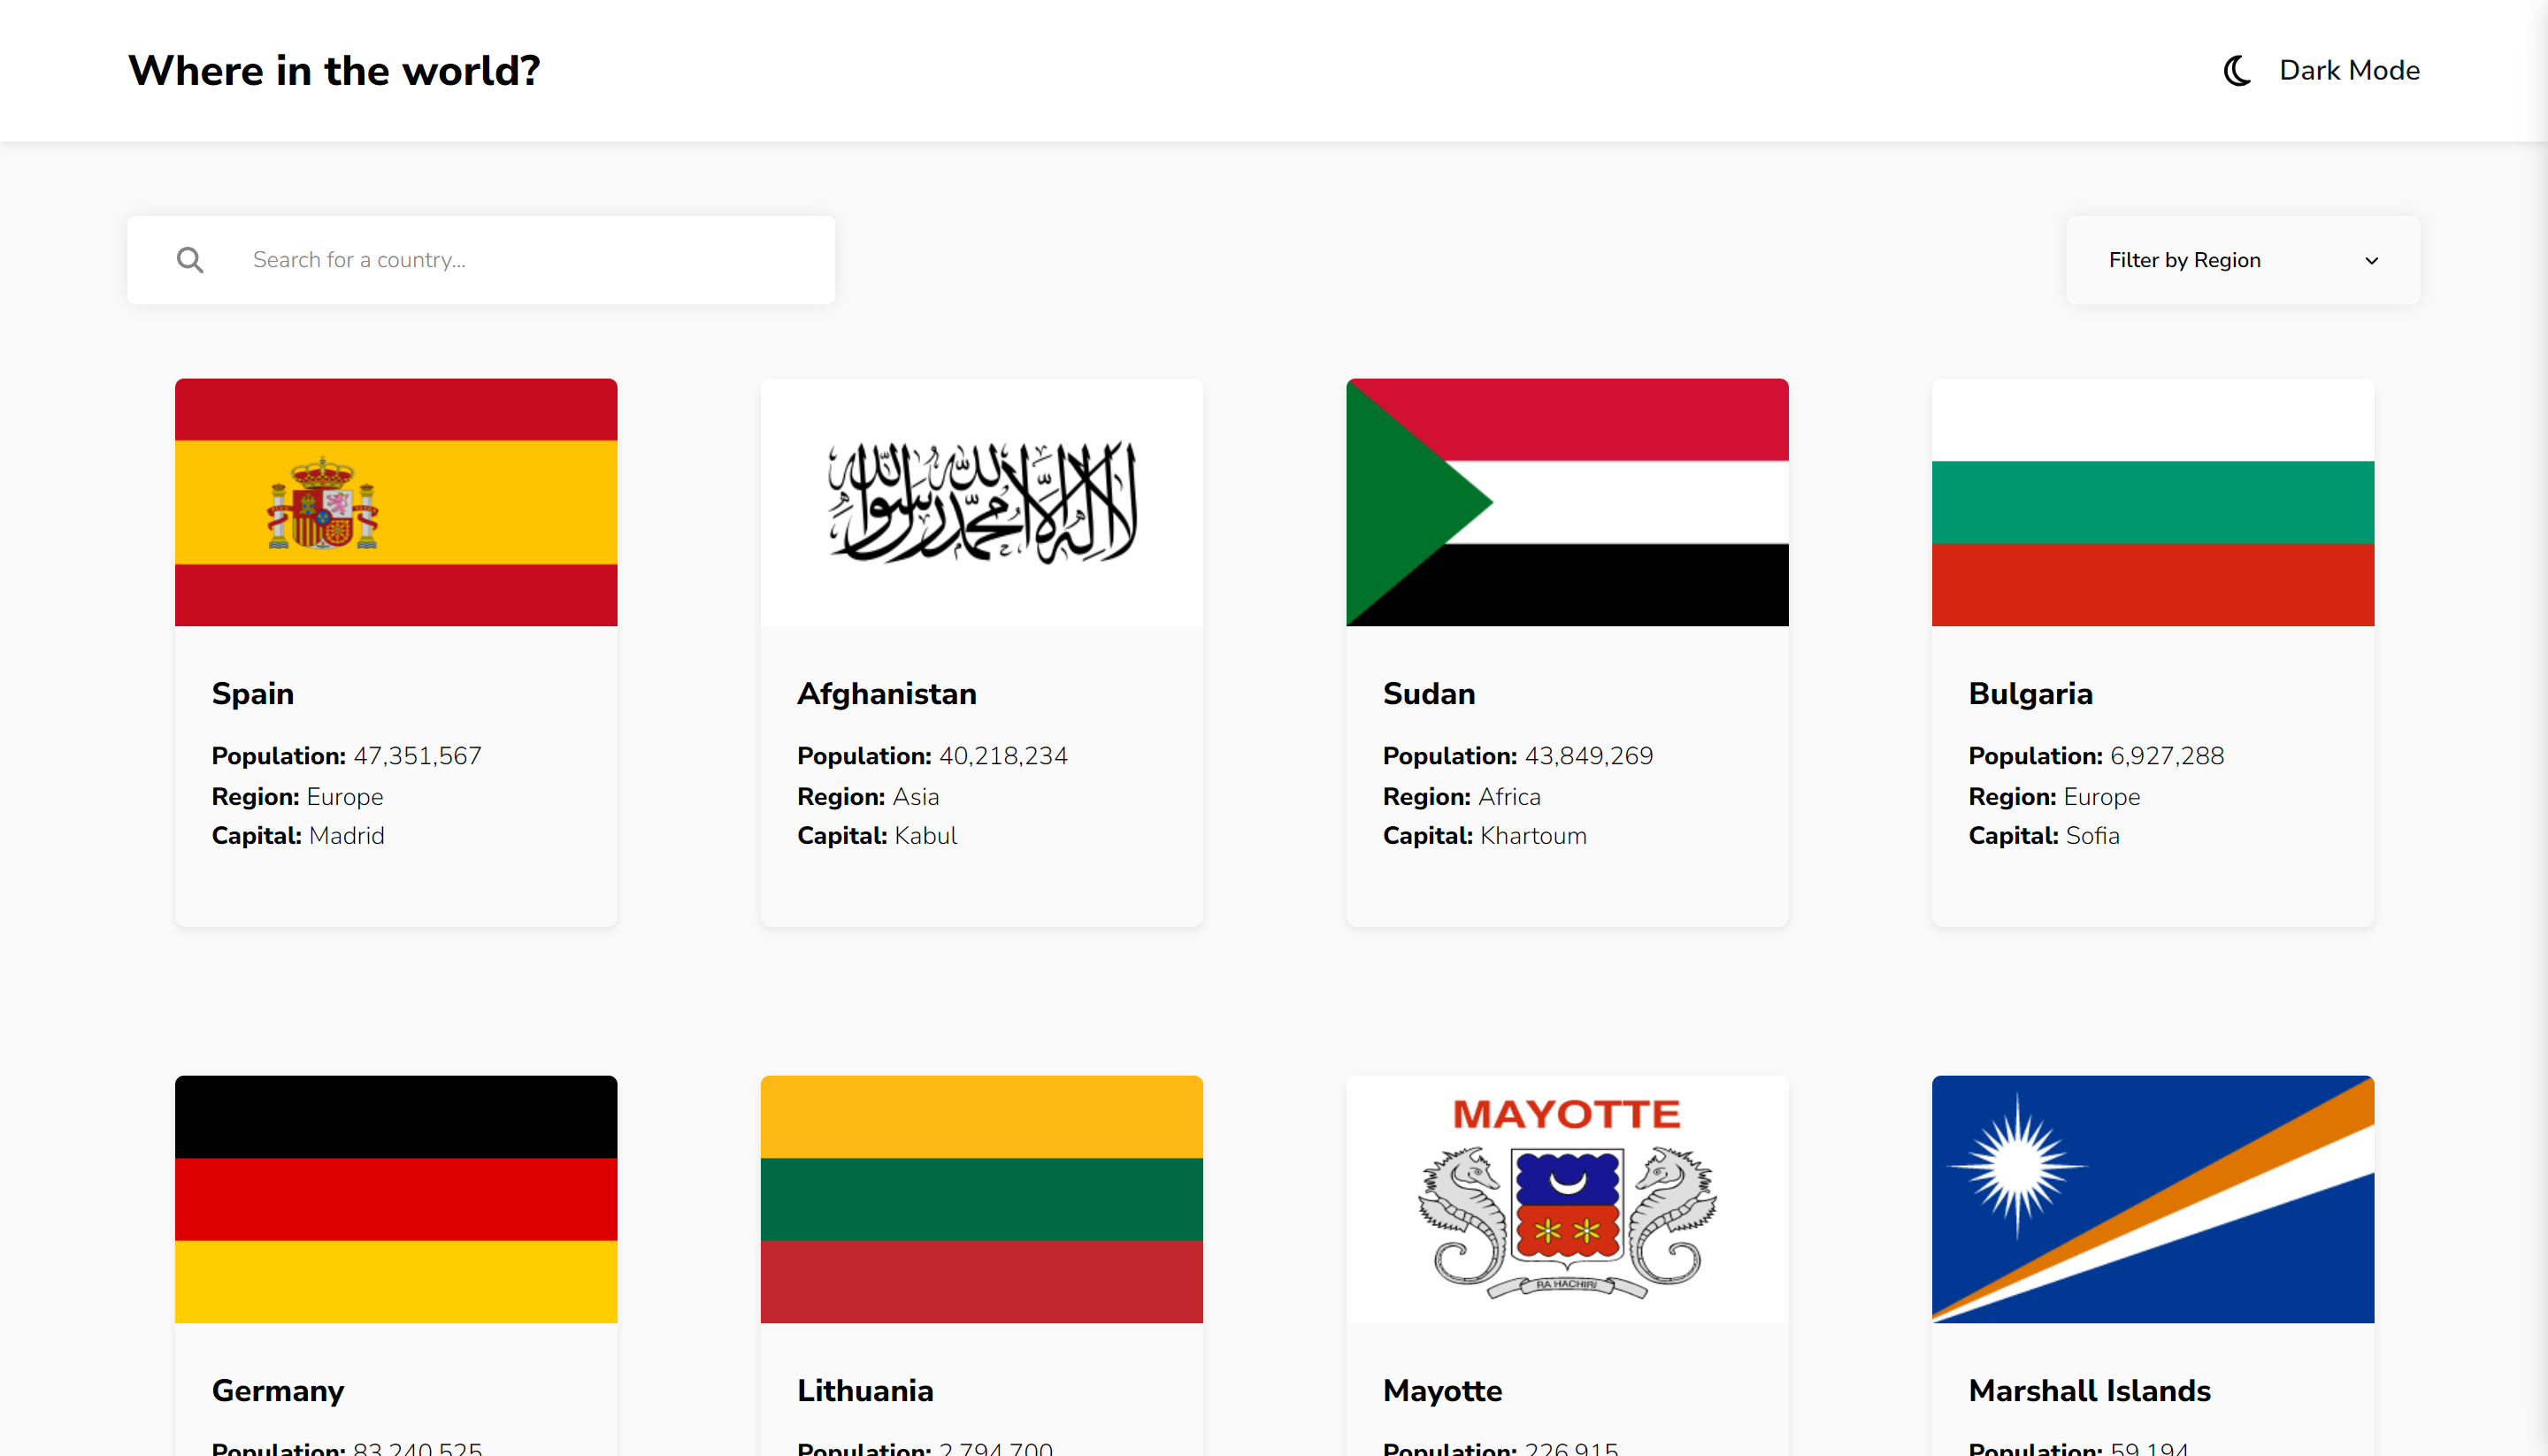 Where in the world?
Dark Mode
Search for a country...
Filter by Region
لا إله إلا الله محمد رسول الله
Spain
Population: 47,351,567
Region: Europe
Capital: Madrid
Afghanistan
Population: 40,218,234
Region: Asia
Capital: Kabul
Sudan
Population: 43,849,269
Region: Africa
Capital: Khartoum
Bulgaria
Population: 6,927,288
Region: Europe
Capital: Sofia
MAYOTTE
RA HACHIRI
Germany
Population: 83,240,525
Lithuania
Population: 2,794,700
Mayotte
Population: 226,915
Marshall Islands
Population: 59,194